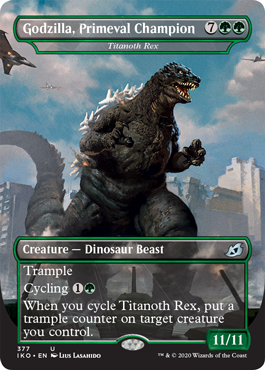 Godzilla, Primeval Champion 7
Titanoth Rex
Creature — Dinosaur Beast
Trample
Cycling 1
When you cycle Titanoth Rex, put a
trample counter on target creature
you control.
11/11
377 U
IKO • EN Lius Lasahido
™ & © 2020 Wizards of the Coast